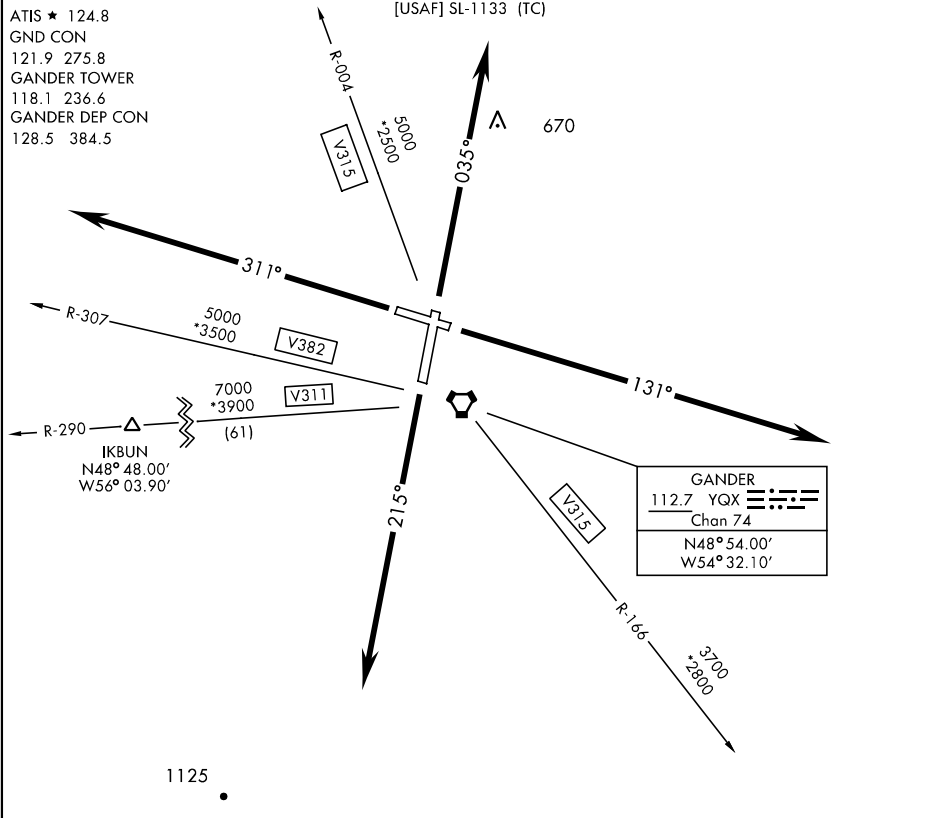 [USAF] SL-1133 (TC)
ATIS ★ 124.8
GND CON
121.9 275.8
GANDER TOWER
118.1 236.6
GANDER DEP CON
128.5 384.5
R-004
5000
*2500
V315
035°
670
311°
R-307
5000
*3500
V382
131°
7000
*3900
V311
R-290
(61)
IKBUN
N48° 48.00'
W56° 03.90'
215°
V315
GANDER
112.7 YQX
Chan 74
N48° 54.00'
W54° 32.10'
R-166
3700
*2800
1125